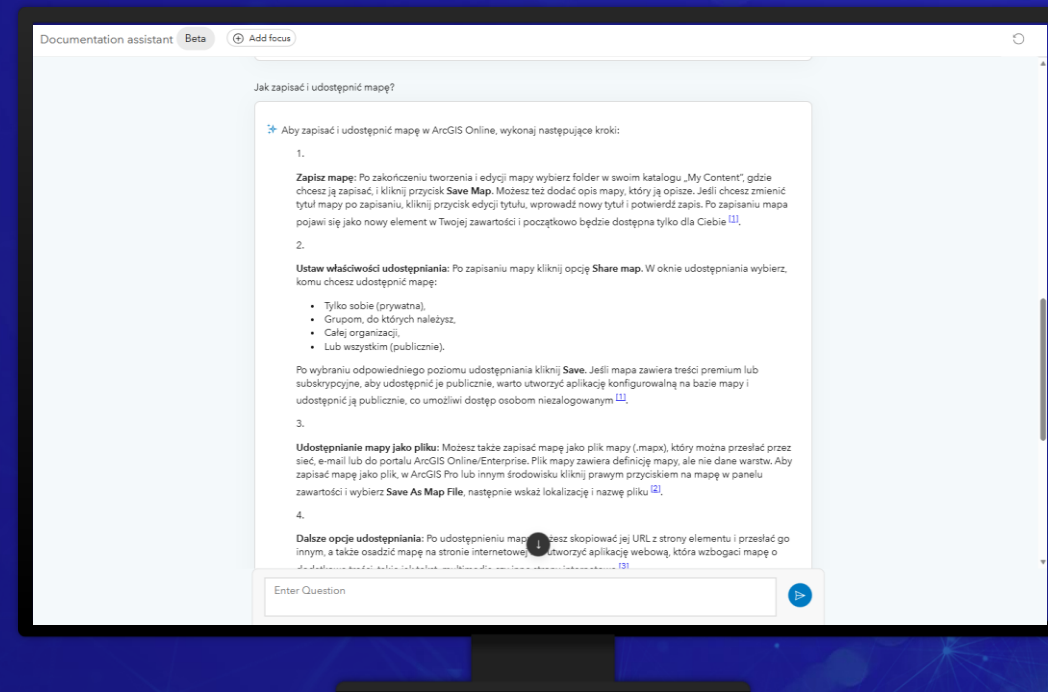 Documentation assistant Beta Add focus
Jak zapisać i udostępnić mapę?
Aby zapisać i udostępnić mapę w ArcGIS Online, wykonaj następujące kroki:
1.
Zapisz mapę: Po zakończeniu tworzenia i edycji mapy wybierz folder w swoim katalogu „My Content”, gdzie
chcesz ją zapisać, i kliknij przycisk Save Map. Możesz też dodać opis mapy, który ją opisze. Jeśli chcesz zmienić
tytuł mapy po zapisaniu, kliknij przycisk edycji tytułu, wprowadź nowy tytuł i potwierdź zapis. Po zapisaniu mapa
pojawi się jako nowy element w Twojej zawartości i początkowo będzie dostępna tylko dla Ciebie [1].
2.
Ustaw właściwości udostępniania: Po zapisaniu mapy kliknij opcję Share map. W oknie udostępniania wybierz,
komu chcesz udostępnić mapę:
• Tylko sobie (prywatna),
• Grupom, do których należysz,
• Całej organizacji,
• Lub wszystkim (publicznie).
Po wybraniu odpowiedniego poziomu udostępniania kliknij Save. Jeśli mapa zawiera treści premium lub
subskrypcyjne, aby udostępnić je publicznie, warto utworzyć aplikację konfigurowalną na bazie mapy i
udostępnić ją publicznie, co umożliwi dostęp osobom niezalogowanym [1].
3.
Udostępnianie mapy jako pliku: Możesz także zapisać mapę jako plik mapy (.mapx), który można przesłać przez
sieć, e-mail lub do portalu ArcGIS Online/Enterprise. Plik mapy zawiera definicję mapy, ale nie dane warstw. Aby
zapisać mapę jako plik, w ArcGIS Pro lub innym środowisku kliknij prawym przyciskiem na mapę w panelu
zawartości i wybierz Save As Map File, następnie wskaż lokalizację i nazwę pliku [2].
4.
Dalsze opcje udostępniania: Po udostępnieniu skopiować jej URL z strony elementu i przesłać go
innym, a także osadzić mapę na stronie internetowej utworzyć aplikację webową, która wzbogaci mapę o
[3]
Enter Question